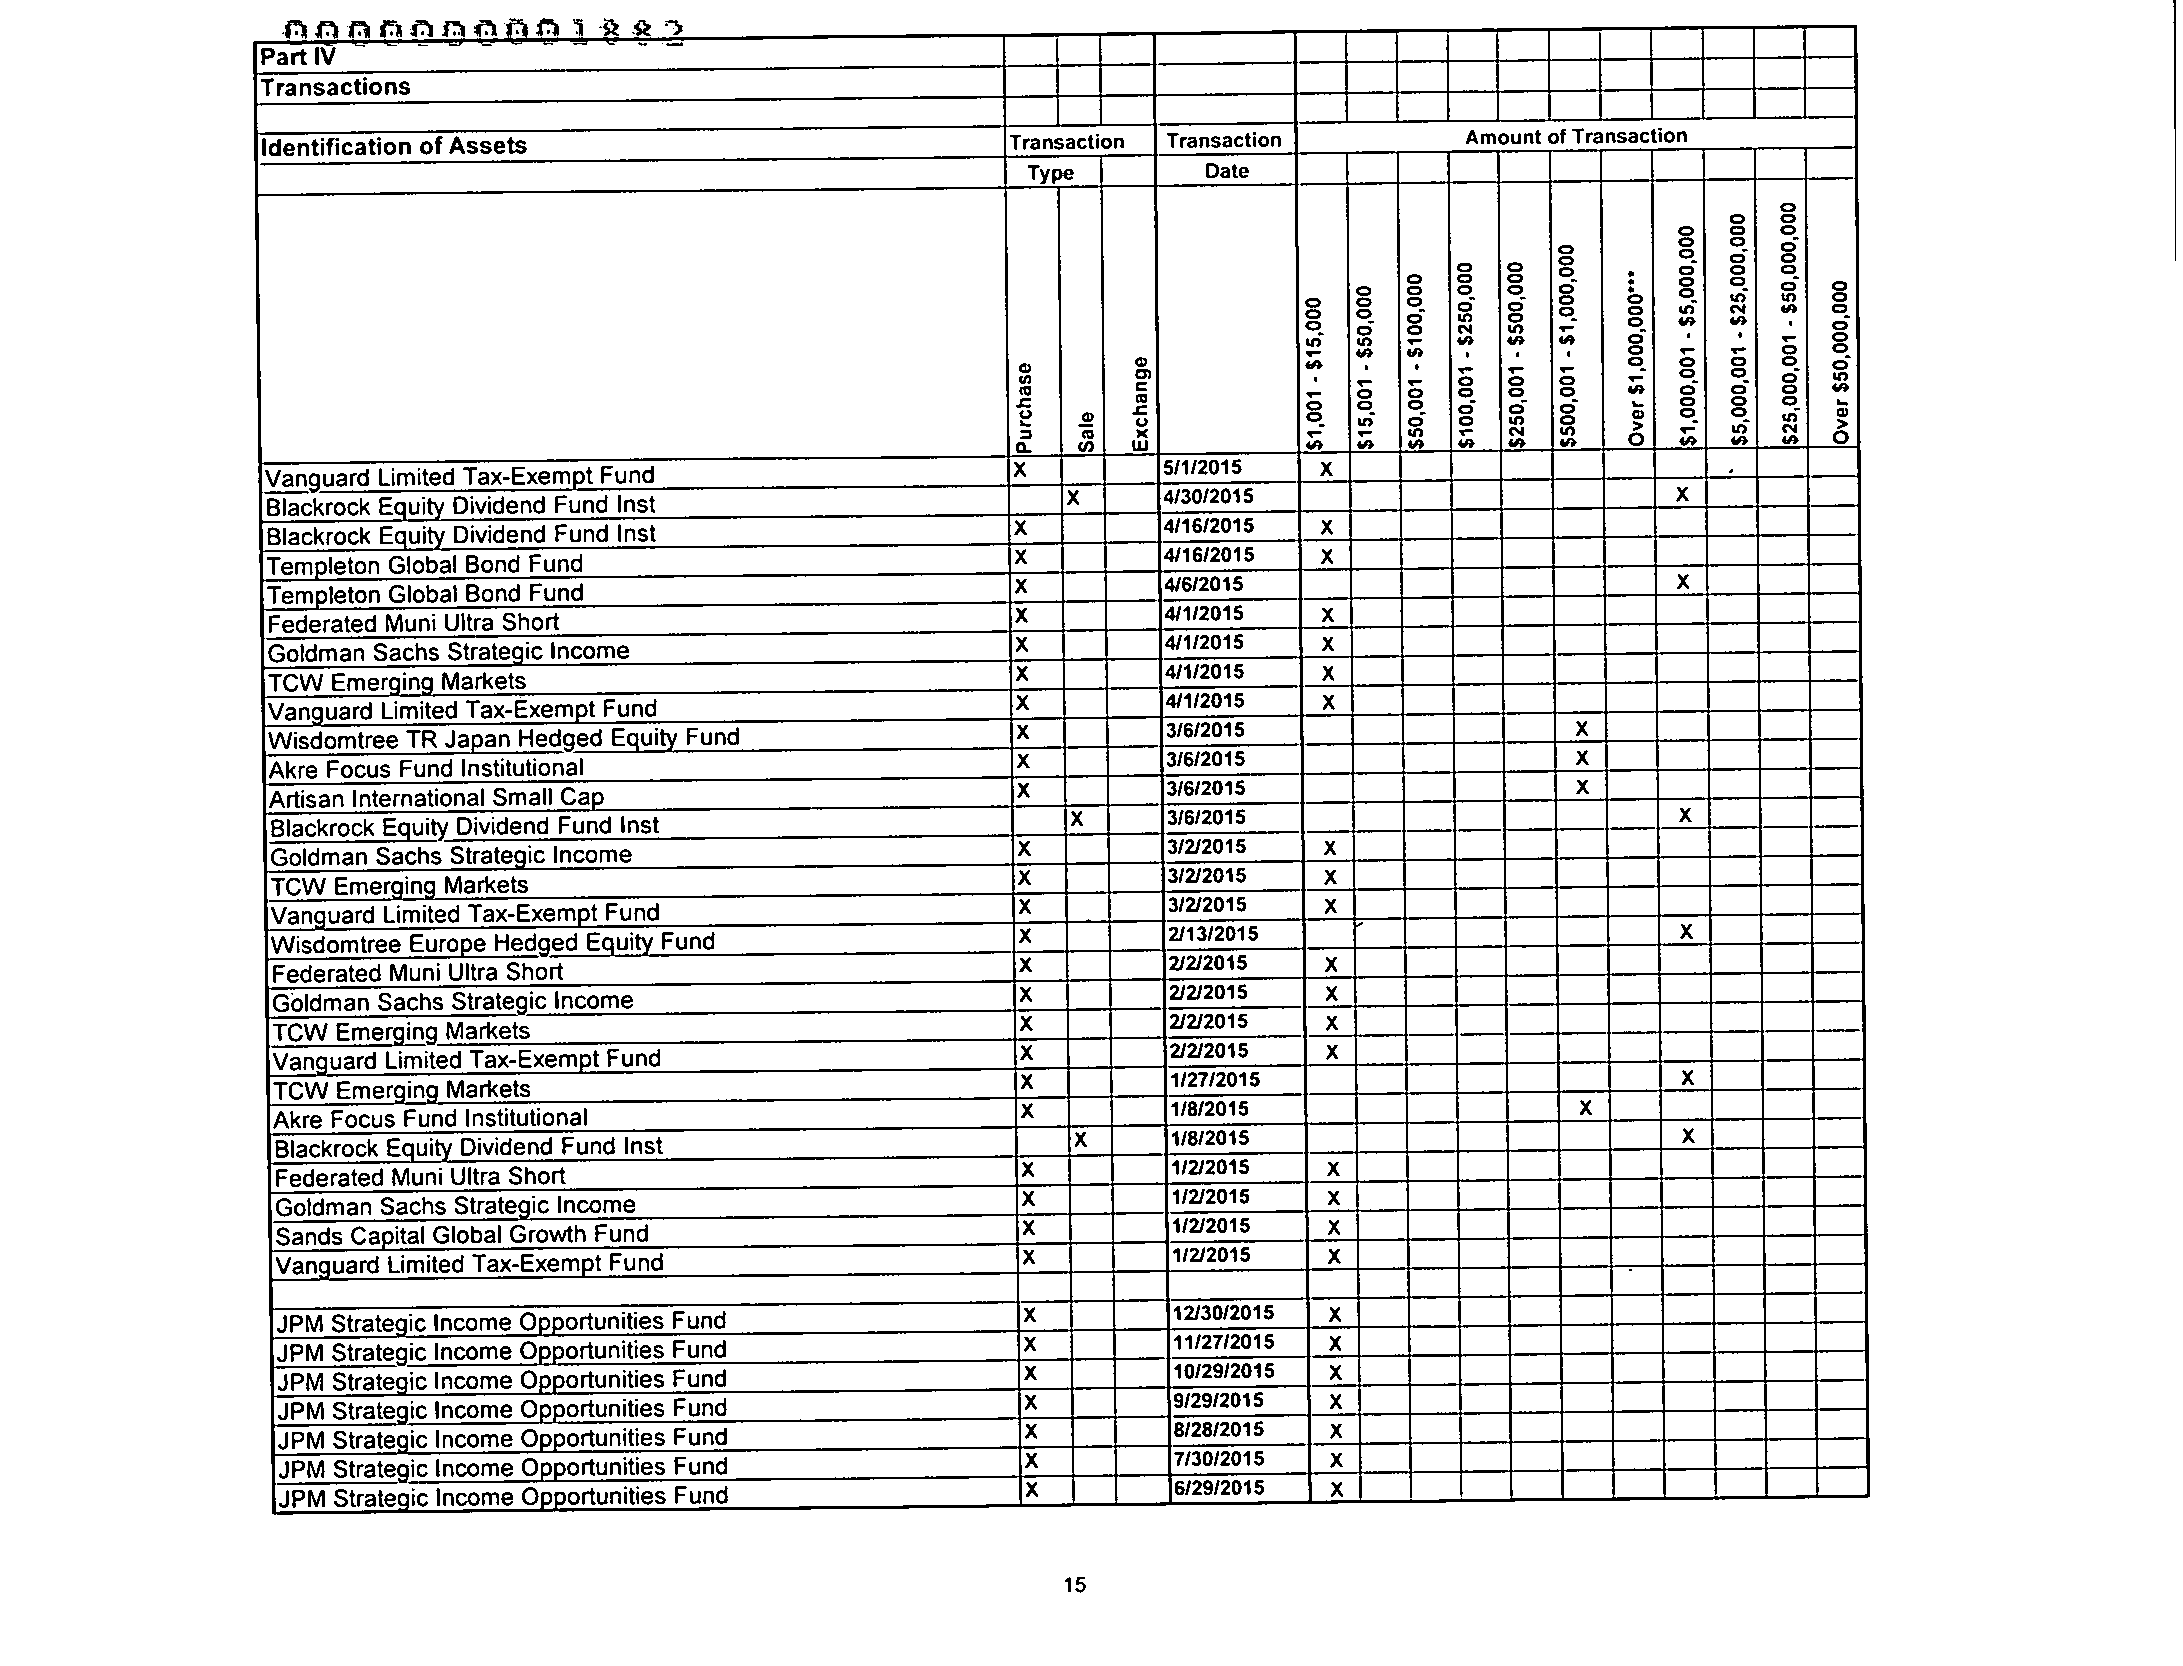 0000000001882
Part IV
Transactions
Identification of Assets Transaction Transaction Amount of Transaction
Type Date
Purchase Sale Exchange $1,001 - $15,000 $15,001 - $50,000 $50,001 - $100,000 $100,001 - $250,000 $250,001 - $500,000 $500,001 - $1,000,000 Over $1,000,000*** $1,000,001 - $5,000,000 $5,000,001 - $25,000,000 $25,000,001 - $50,000,000 Over $50,000,000
Vanguard Limited Tax-Exempt Fund X 5/1/2015 X
Blackrock Equity Dividend Fund Inst X 4/30/2015 X
Blackrock Equity Dividend Fund Inst X 4/16/2015 X
Templeton Global Bond Fund X 4/16/2015 X
Templeton Global Bond Fund X 4/6/2015 X
Federated Muni Ultra Short X 4/1/2015 X
Goldman Sachs Strategic Income X 4/1/2015 X
TCW Emerging Markets X 4/1/2015 X
Vanguard Limited Tax-Exempt Fund X 4/1/2015 X
Wisdomtree TR Japan Hedged Equity Fund X 3/6/2015 X
Akre Focus Fund Institutional X 3/6/2015 X
Artisan International Small Cap X 3/6/2015 X
Blackrock Equity Dividend Fund Inst X 3/6/2015 X
Goldman Sachs Strategic Income X 3/2/2015 X
TCW Emerging Markets X 3/2/2015 X
Vanguard Limited Tax-Exempt Fund X 3/2/2015 X
Wisdomtree Europe Hedged Equity Fund X 2/13/2015 X
Federated Muni Ultra Short X 2/2/2015 X
Goldman Sachs Strategic Income X 2/2/2015 X
TCW Emerging Markets X 2/2/2015 X
Vanguard Limited Tax-Exempt Fund X 2/2/2015 X
TCW Emerging Markets X 1/27/2015 X
Akre Focus Fund Institutional X 1/8/2015 X
Blackrock Equity Dividend Fund Inst X 1/8/2015 X
Federated Muni Ultra Short X 1/2/2015 X
Goldman Sachs Strategic Income X 1/2/2015 X
Sands Capital Global Growth Fund X 1/2/2015 X
Vanguard Limited Tax-Exempt Fund X 1/2/2015 X
JPM Strategic Income Opportunities Fund X 12/30/2015 X
JPM Strategic Income Opportunities Fund X 11/27/2015 X
JPM Strategic Income Opportunities Fund X 10/29/2015 X
JPM Strategic Income Opportunities Fund X 9/29/2015 X
JPM Strategic Income Opportunities Fund X 8/28/2015 X
JPM Strategic Income Opportunities Fund X 7/30/2015 X
JPM Strategic Income Opportunities Fund X 6/29/2015 X
15